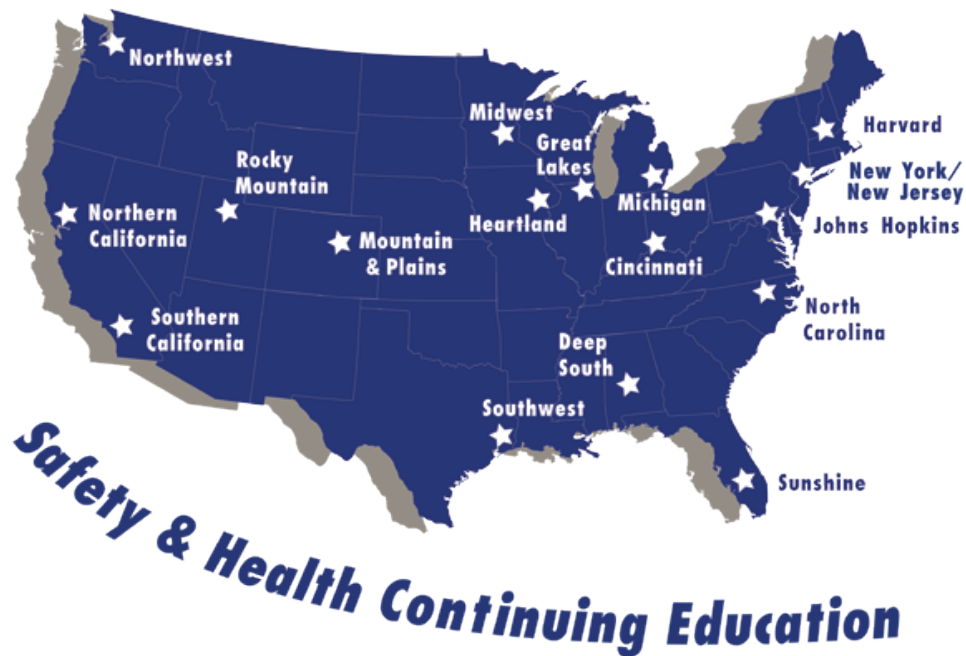 Northwest
Midwest
Great
Lakes
Harvard
Rocky
Mountain
New York/
New Jersey
Michigan
Northern
California
Heartland
Johns Hopkins
Mountain
& Plains
Cincinnati
Southern
California
North
Carolina
Deep
South
Southwest
Sunshine
Safety & Health Continuing Education